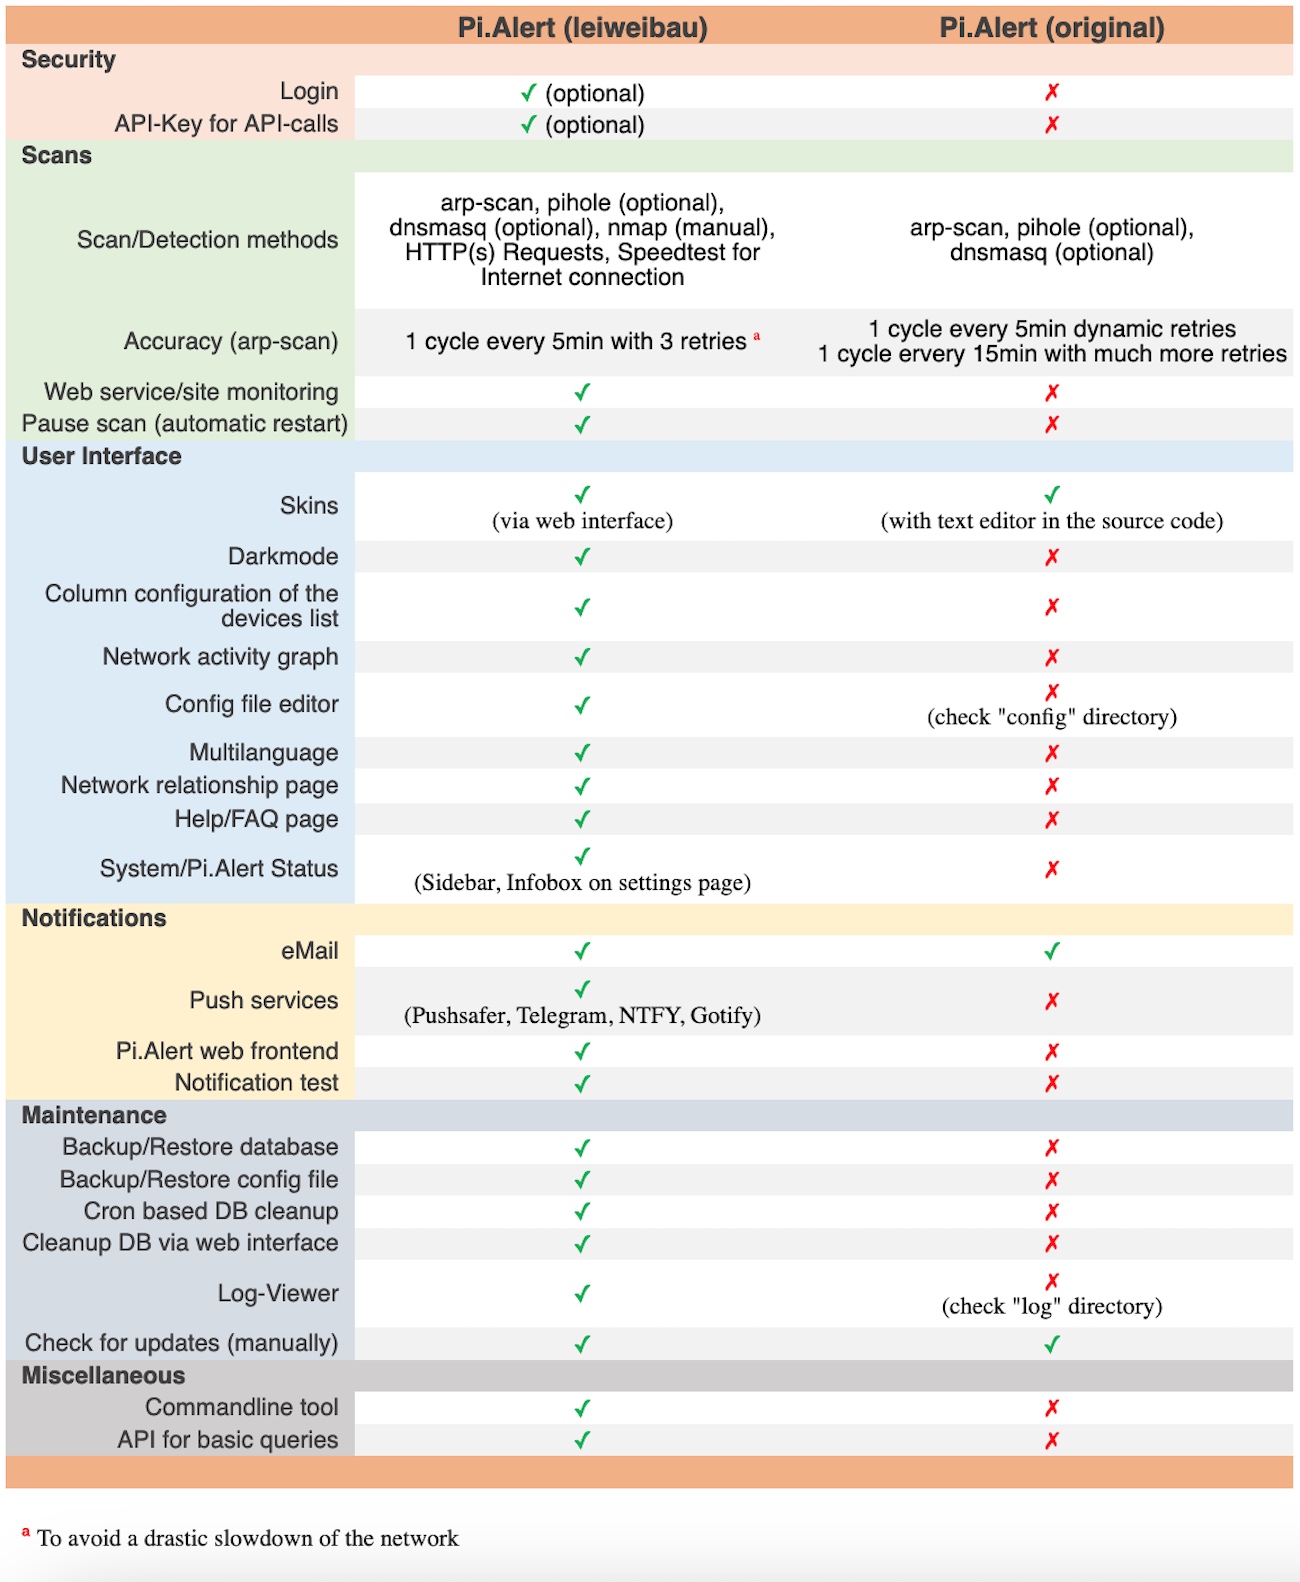 Pi.Alert (leiweibau) Pi.Alert (original)
Security
Login ✓ (optional) ✗
API-Key for API-calls ✓ (optional) ✗
Scans
Scan/Detection methods
arp-scan, pihole (optional),
dnsmasq (optional), nmap (manual),
HTTP(s) Requests, Speedtest for
Internet connection
arp-scan, pihole (optional),
dnsmasq (optional)
Accuracy (arp-scan)
1 cycle every 5min with 3 retries a
1 cycle every 5min dynamic retries
1 cycle ervery 15min with much more retries
Web service/site monitoring ✓ ✗
Pause scan (automatic restart) ✓ ✗
User Interface
Skins
✓
(via web interface)
✓
(with text editor in the source code)
Darkmode ✓ ✗
Column configuration of the
devices list
✓ ✗
Network activity graph ✓ ✗
Config file editor ✓ ✗
(check "config" directory)
Multilanguage ✓ ✗
Network relationship page ✓ ✗
Help/FAQ page ✓ ✗
System/Pi.Alert Status
✓
(Sidebar, Infobox on settings page)
✗
Notifications
eMail ✓ ✓
Push services
✓
(Pushsafer, Telegram, NTFY, Gotify)
✗
Pi.Alert web frontend ✓ ✗
Notification test ✓ ✗
Maintenance
Backup/Restore database ✓ ✗
Backup/Restore config file ✓ ✗
Cron based DB cleanup ✓ ✗
Cleanup DB via web interface ✓ ✗
Log-Viewer ✓ ✗
(check "log" directory)
Check for updates (manually) ✓ ✓
Miscellaneous
Commandline tool ✓ ✗
API for basic queries ✓ ✗
a To avoid a drastic slowdown of the network